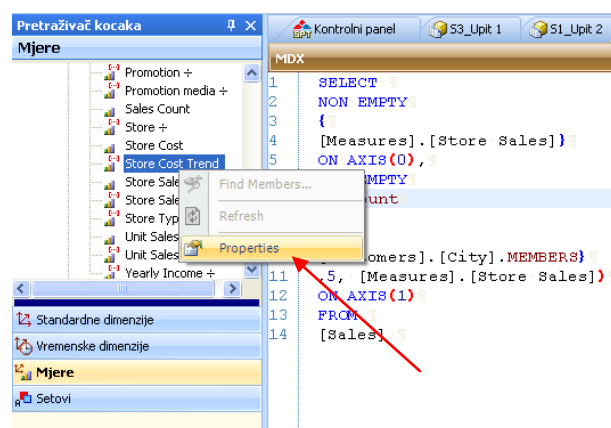 Pretraživač kocaka
Mjere
Promotion ÷
Promotion media ÷
Sales Count
Store ÷
Store Cost
Store Cost Trend
Store Sale
Store Sale
Store Typ
Unit Sales
Unit Sales
Yearly Income ÷
Find Members...
Refresh
Properties
Standardne dimenzije
Vremenske dimenzije
Mjere
Setovi
Kontrolni panel
S3_Upit 1
S1_Upit 2
MDX
1 SELECT ¶
2 NON EMPTY¶
3 {¶
4 [Measures].[Store Sales]}¶
5 ON AXIS(0),¶
EMPTY¶
ount
omers].[City].MEMBERS}¶
11 ,5, [Measures].[Store Sales])
12 ON AXIS(1)¶
13 FROM ¶
14 [Sales] ¶